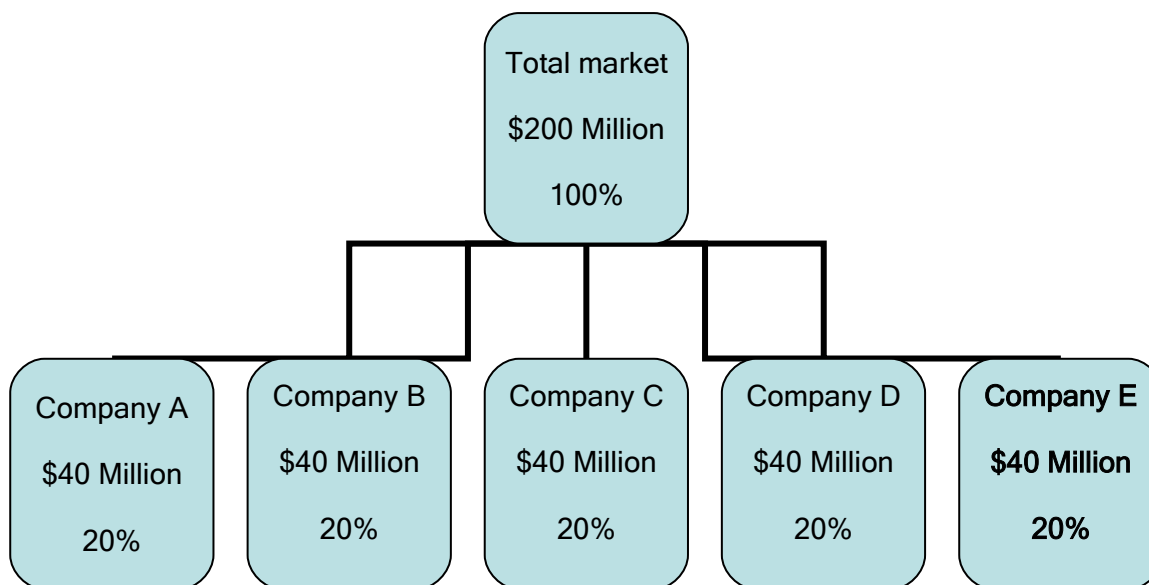 Total market
$200 Million
100%
Company A
$40 Million
20%
Company B
$40 Million
20%
Company C
$40 Million
20%
Company D
$40 Million
20%
Company E
$40 Million
20%